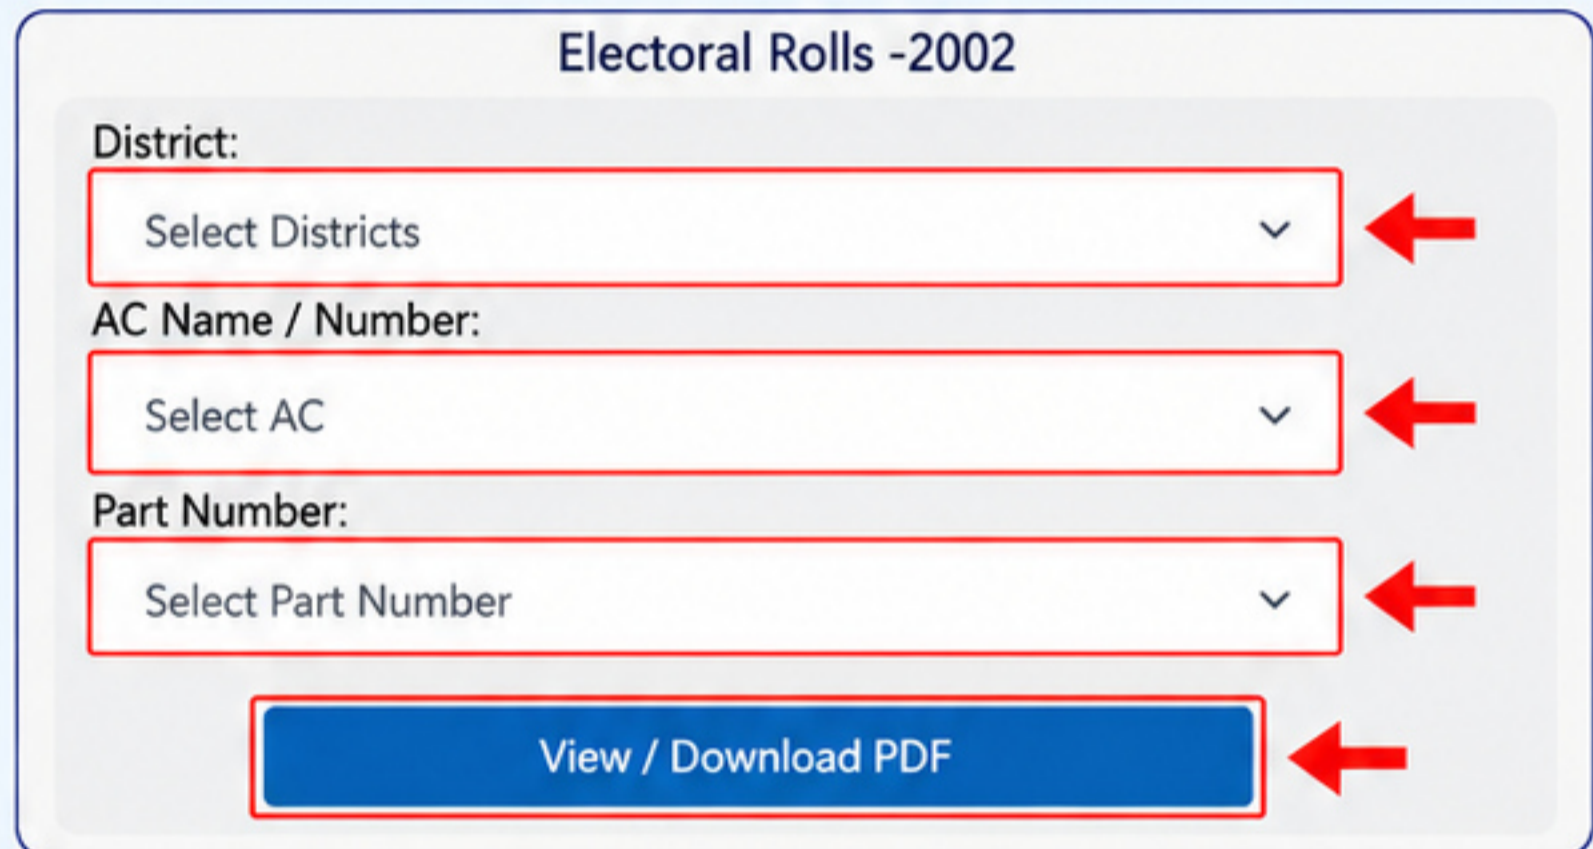 Electoral Rolls -2002
District:
Select Districts
AC Name / Number:
Select AC
Part Number:
Select Part Number
View / Download PDF